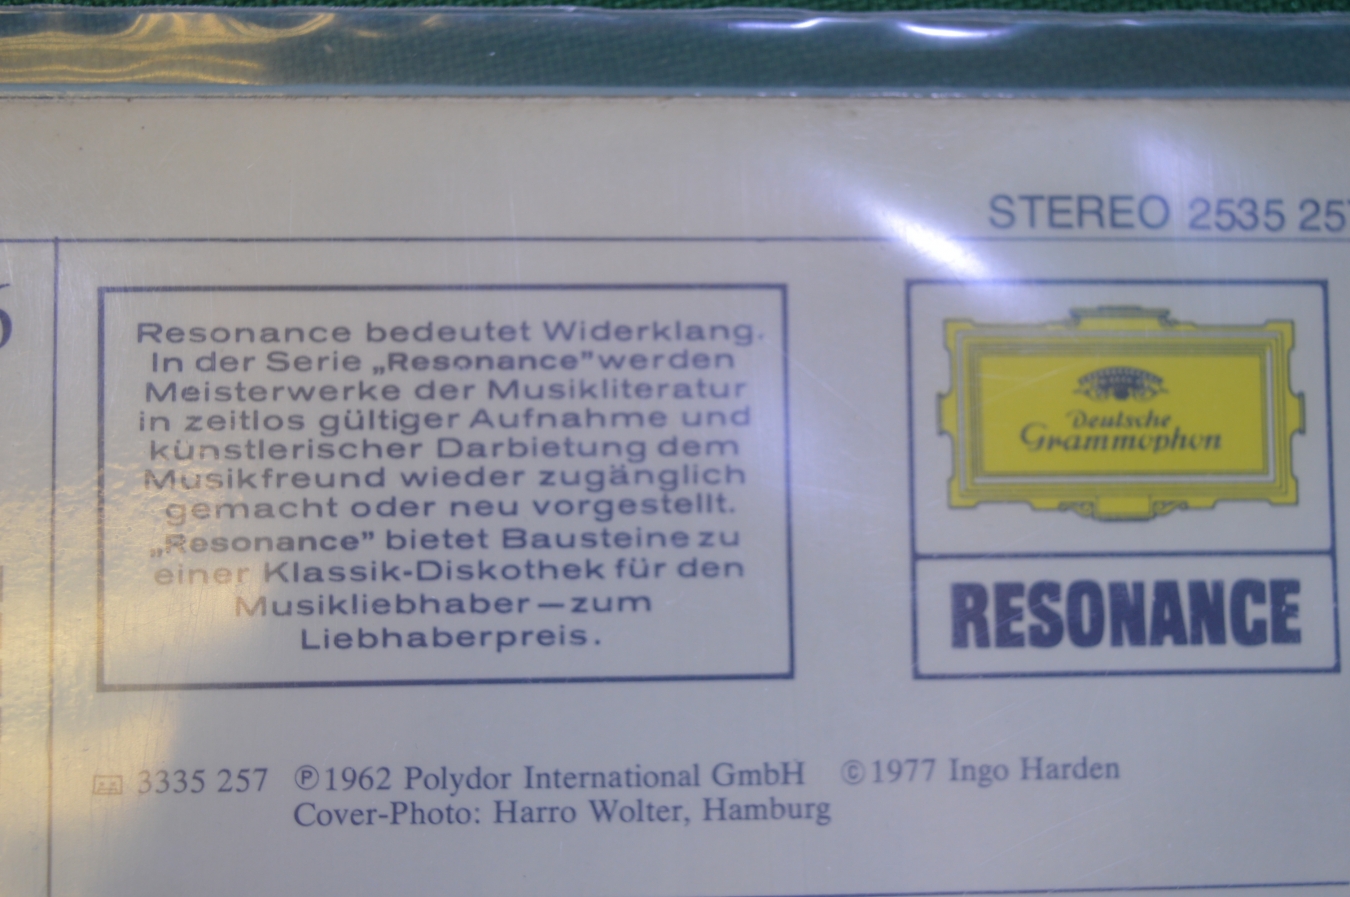 STEREO 2535 257
Resonance bedeutet Widerklang.
In der Serie „Resonance” werden
Meisterwerke der Musikliteratur
in zeitlos gültiger Aufnahme und
künstlerischer Darbietung dem
Musikfreund wieder zugänglich
gemacht oder neu vorgestellt.
„Resonance” bietet Bausteine zu
einer Klassik-Diskothek für den
Musikliebhaber — zum
Liebhaberpreis.
Deutsche
Grammophon
RESONANCE
3335 257 ℗ 1962 Polydor International GmbH © 1977 Ingo Harden
Cover-Photo: Harro Wolter, Hamburg